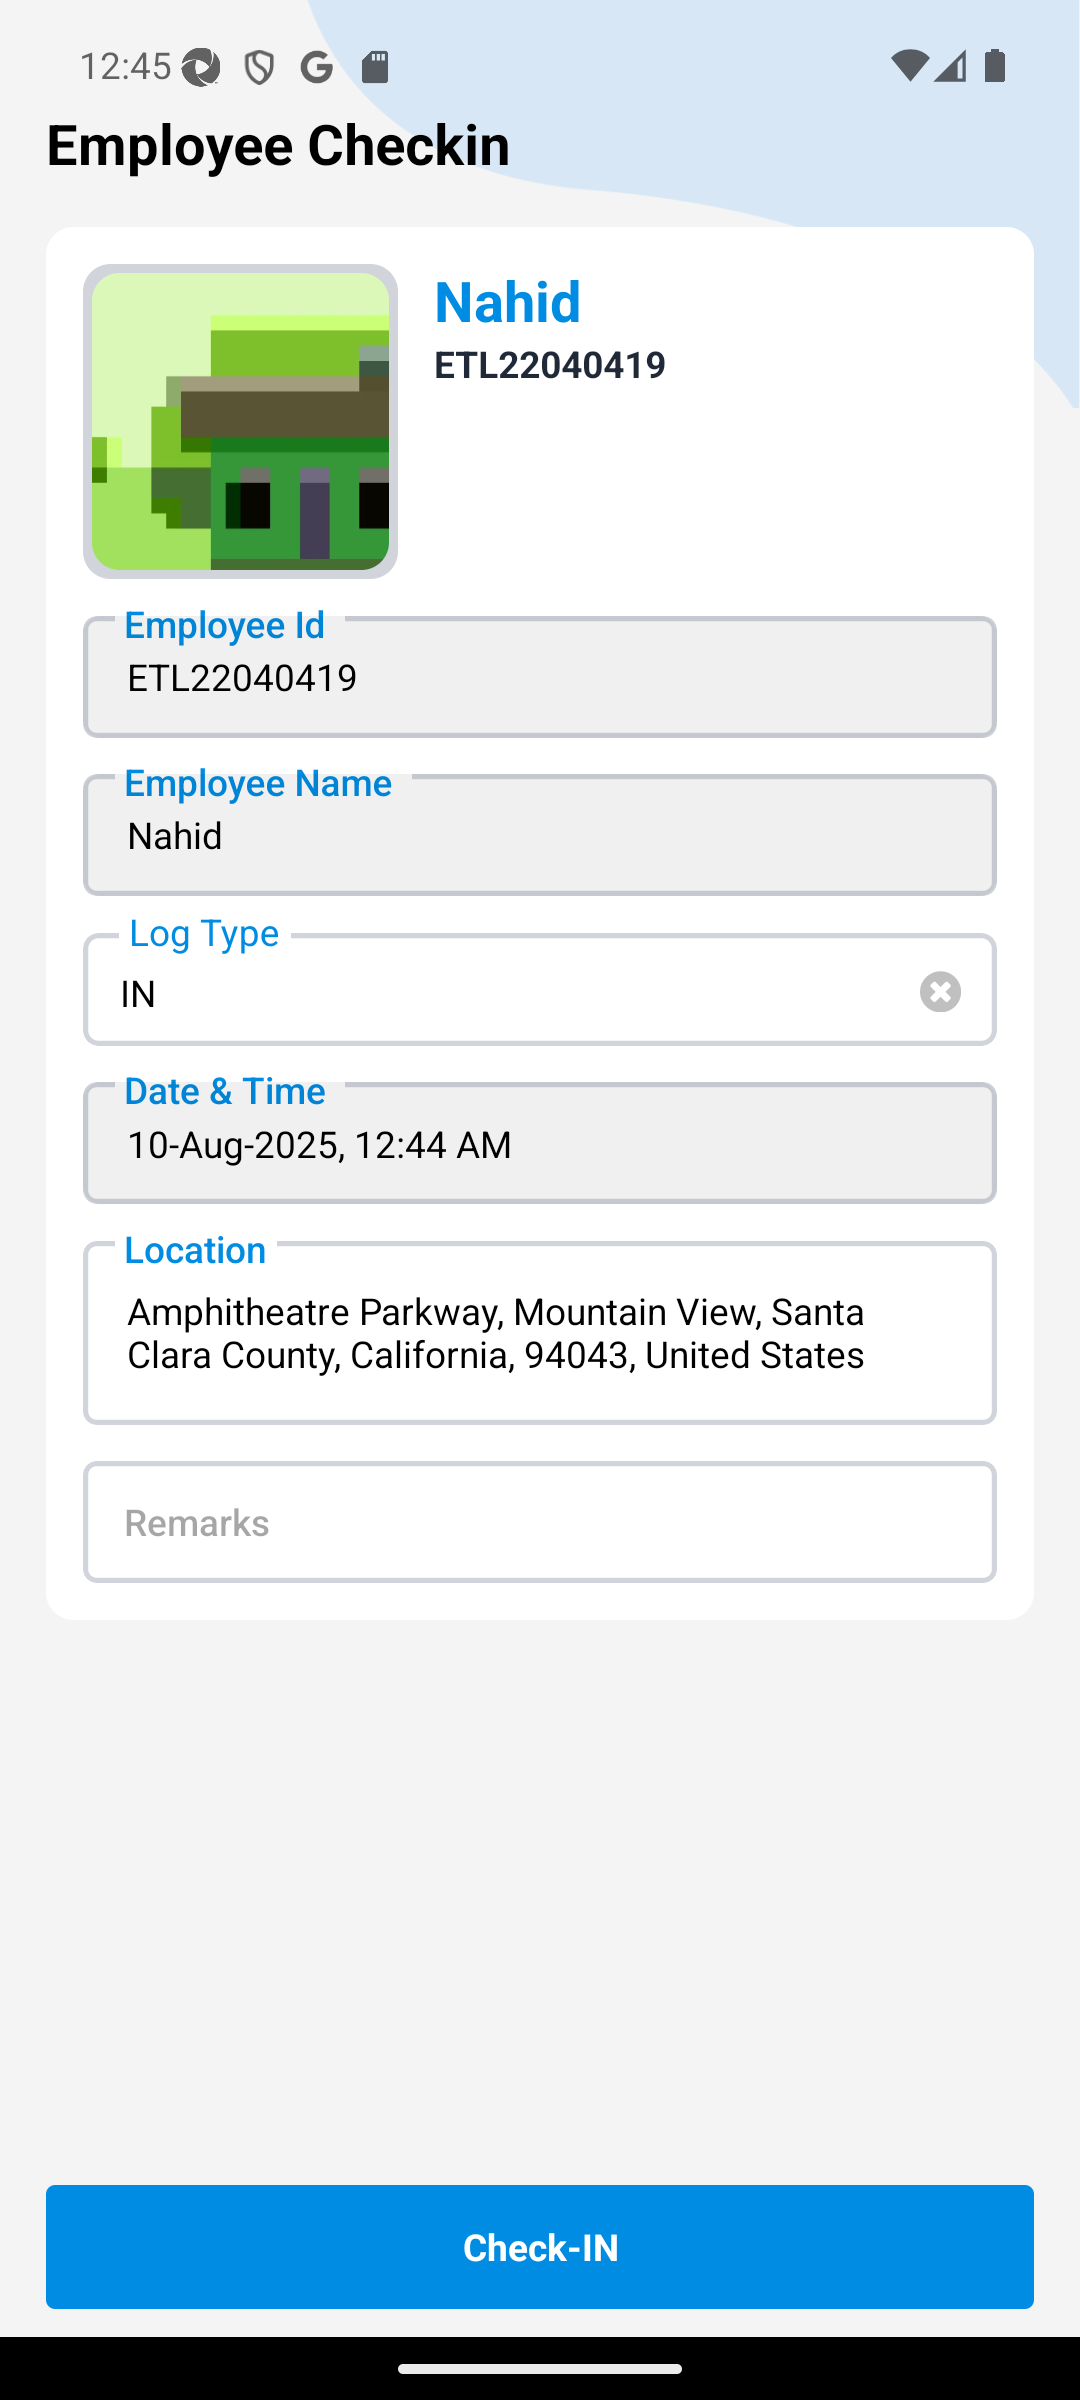 12:45
Employee Checkin
Nahid
ETL22040419
Employee Id
ETL22040419
Employee Name
Nahid
Log Type
IN
Date & Time
10-Aug-2025, 12:44 AM
Location
Amphitheatre Parkway, Mountain View, Santa
Clara County, California, 94043, United States
Remarks
Check-IN